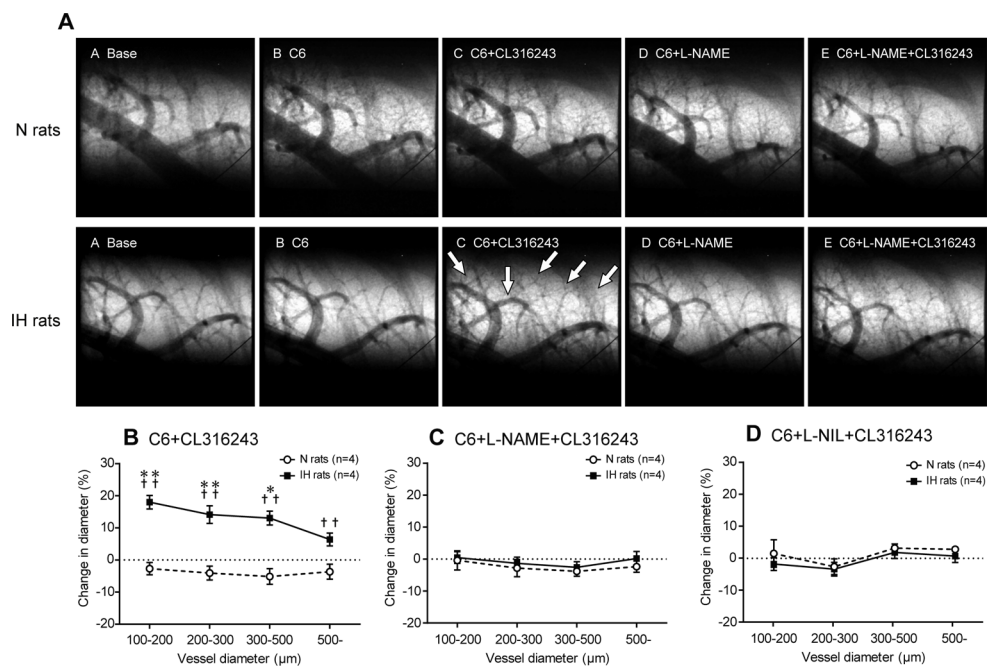 A
A Base
B C6
C C6+CL316243
D C6+L-NAME
E C6+L-NAME+CL316243
N rats
A Base
B C6
C C6+CL316243
D C6+L-NAME
E C6+L-NAME+CL316243
IH rats
B C6+CL316243
N rats (n=4)
IH rats (n=4)
Change in diameter (%)
30
20
10
0
-10
-20
** †† ** †† * †† ††
100-200 200-300 300-500 500-
Vessel diameter (µm)
C C6+L-NAME+CL316243
N rats (n=4)
IH rats (n=4)
Change in diameter (%)
30
20
10
0
-10
-20
100-200 200-300 300-500 500-
Vessel diameter (µm)
D C6+L-NIL+CL316243
N rats (n=4)
IH rats (n=4)
Change in diameter (%)
30
20
10
0
-10
-20
100-200 200-300 300-500 500-
Vessel diameter (µm)